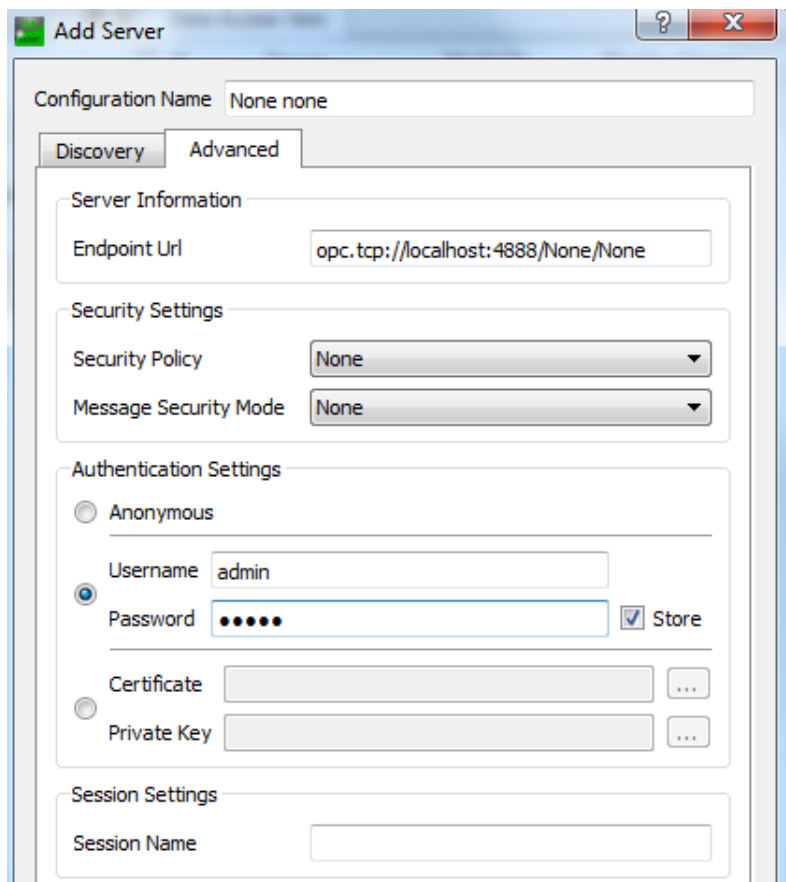 Add Server
Configuration Name None none
Discovery Advanced
Server Information
Endpoint Url opc.tcp://localhost:4888/None/None
Security Settings
Security Policy None
Message Security Mode None
Authentication Settings
Anonymous
Username admin
Password ●●●●● Store
Certificate ...
Private Key ...
Session Settings
Session Name